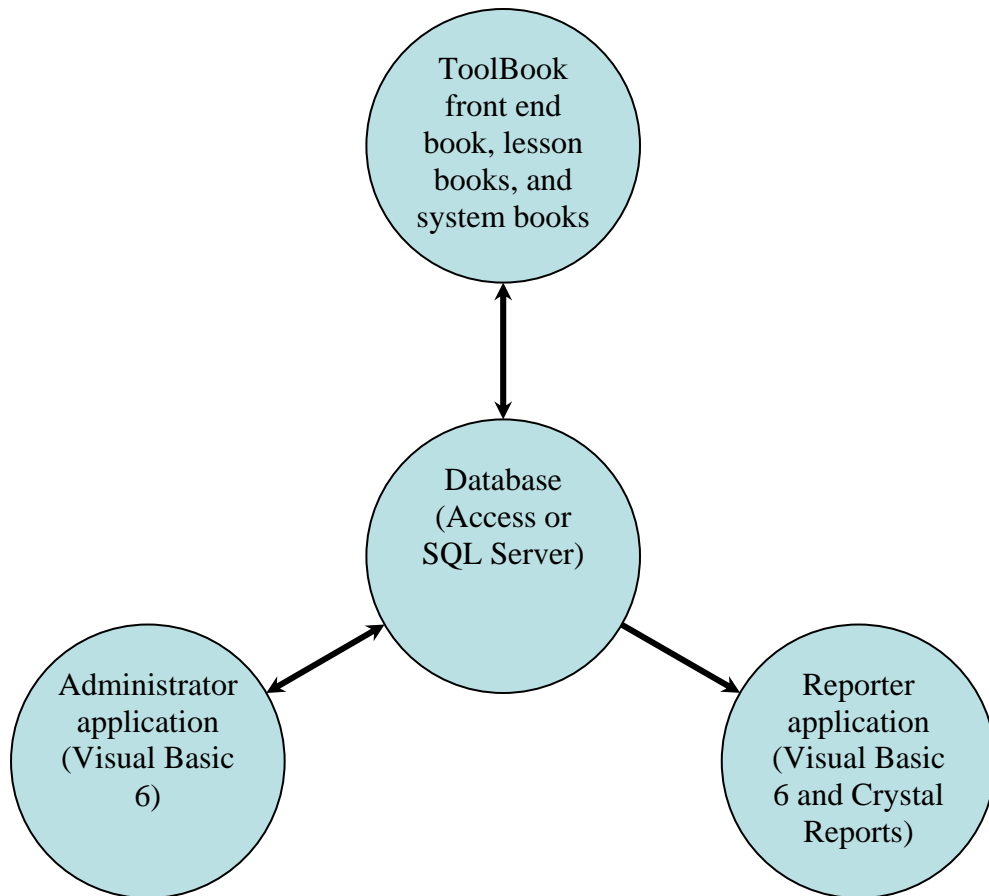 ToolBook
front end
book, lesson
books, and
system books
Database
(Access or
SQL Server)
Administrator
application
(Visual Basic
6)
Reporter
application
(Visual Basic
6 and Crystal
Reports)